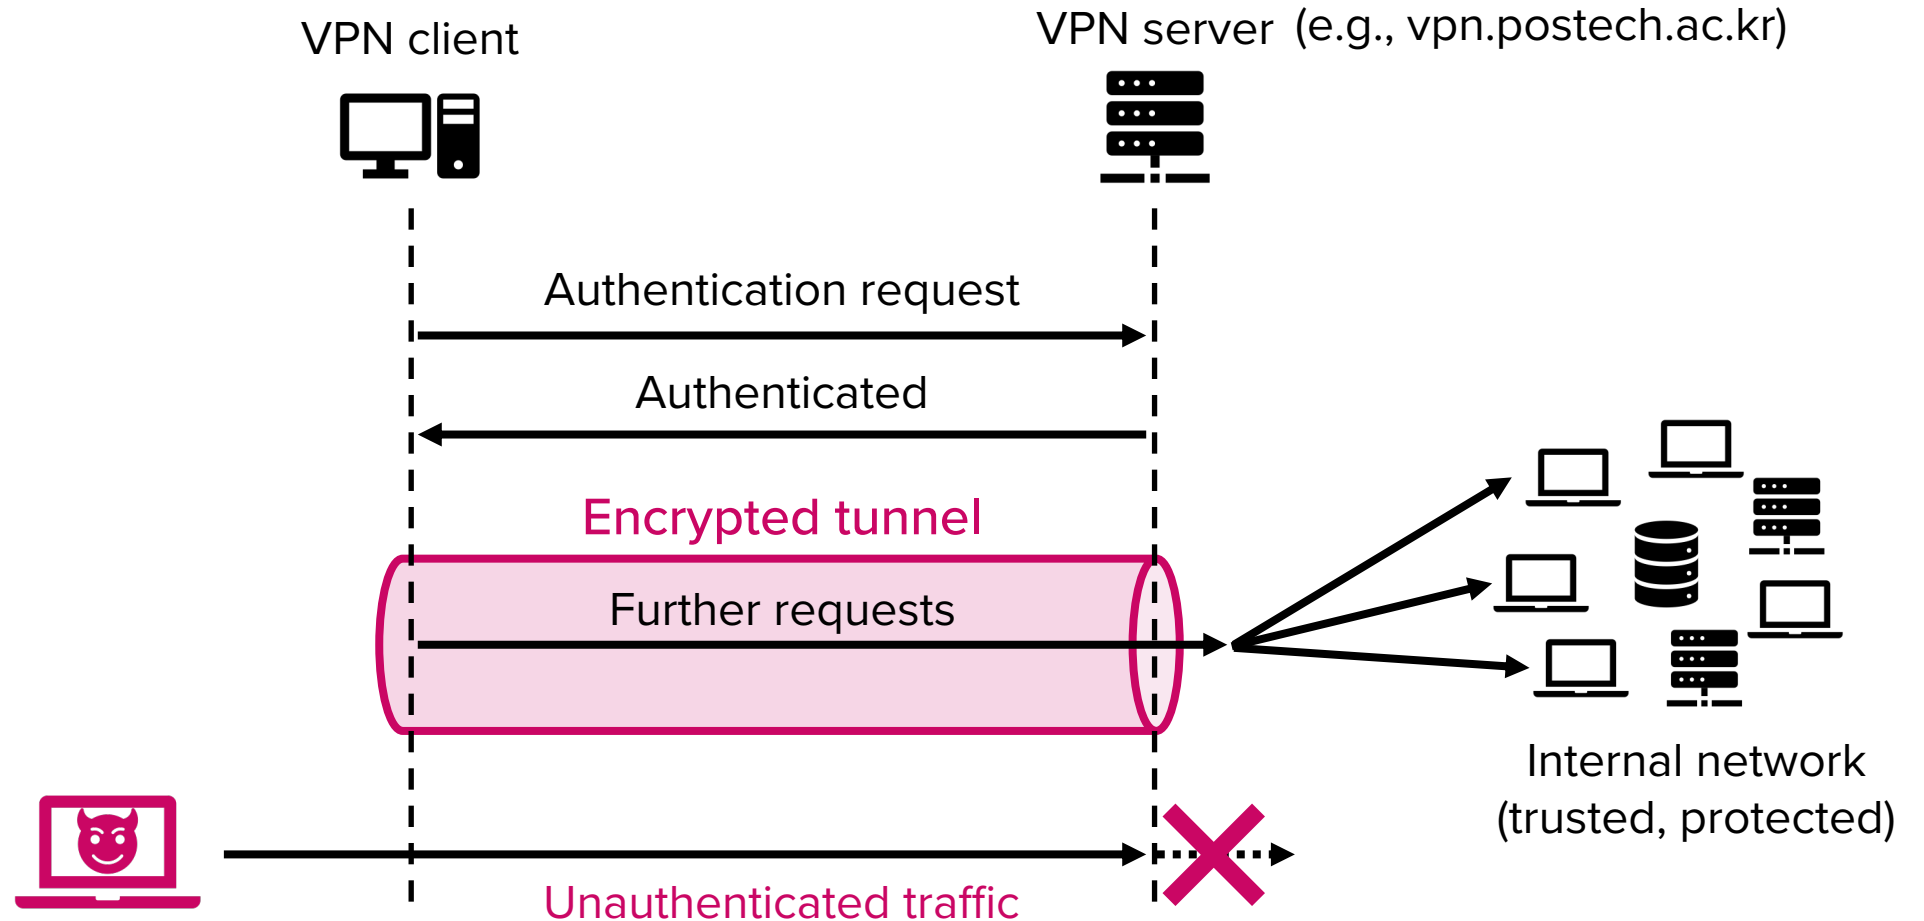 VPN client
VPN server (e.g., vpn.postech.ac.kr)
Authentication request
Authenticated
Encrypted tunnel
Further requests
Internal network
(trusted, protected)
Unauthenticated traffic